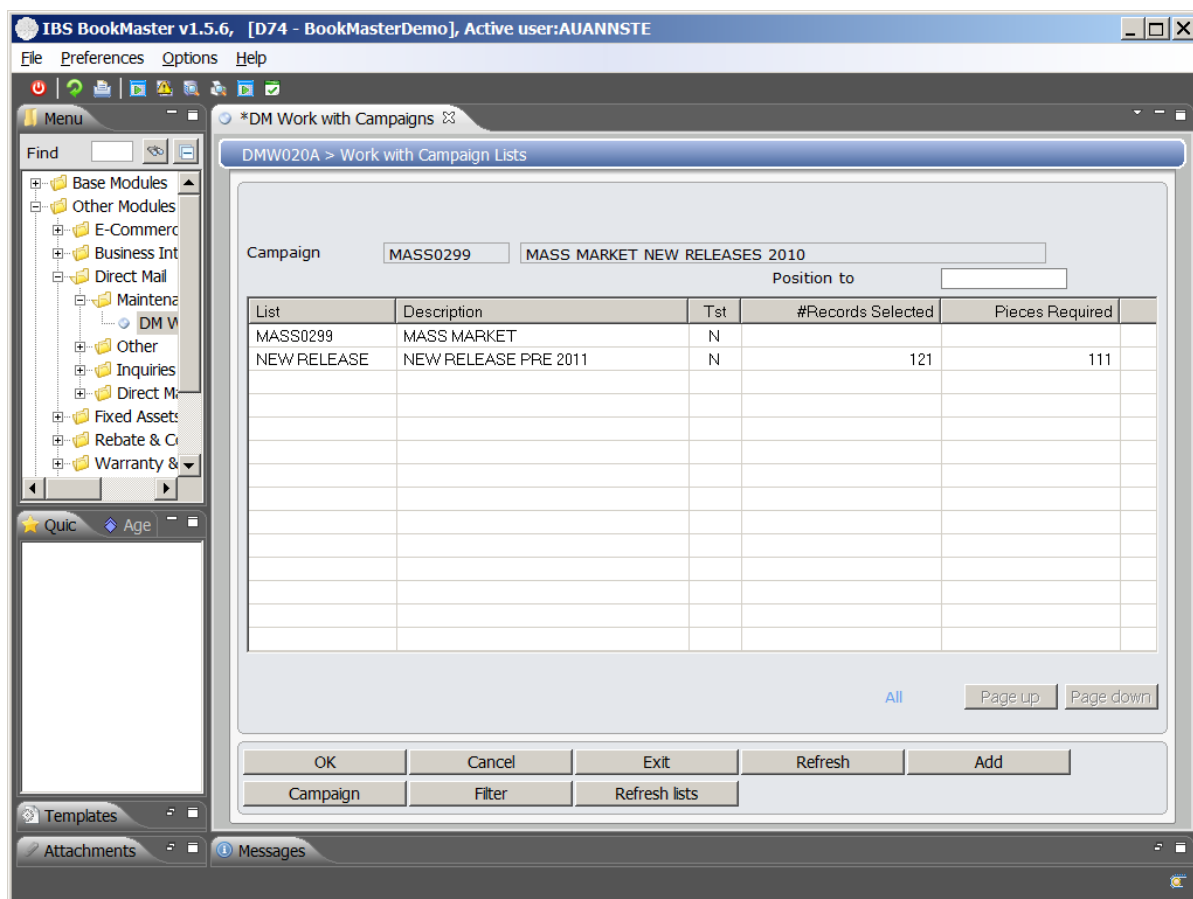 IBS BookMaster v1.5.6, [D74 - BookMasterDemo], Active user:AUANNSTE
File Preferences Options Help
Menu
*DM Work with Campaigns
Find
DMW020A > Work with Campaign Lists
Base Modules
Other Modules
E-Commerc
Business Int
Direct Mail
Maintena
DM W
Other
Inquiries
Direct Ma
Fixed Assets
Rebate & Co
Warranty &
Quic Age
Templates
Attachments
Campaign MASS0299 MASS MARKET NEW RELEASES 2010
Position to
List Description Tst #Records Selected Pieces Required
MASS0299 MASS MARKET N
NEW RELEASE NEW RELEASE PRE 2011 N 121 111
All Page up Page down
OK Cancel Exit Refresh Add
Campaign Filter Refresh lists
Messages